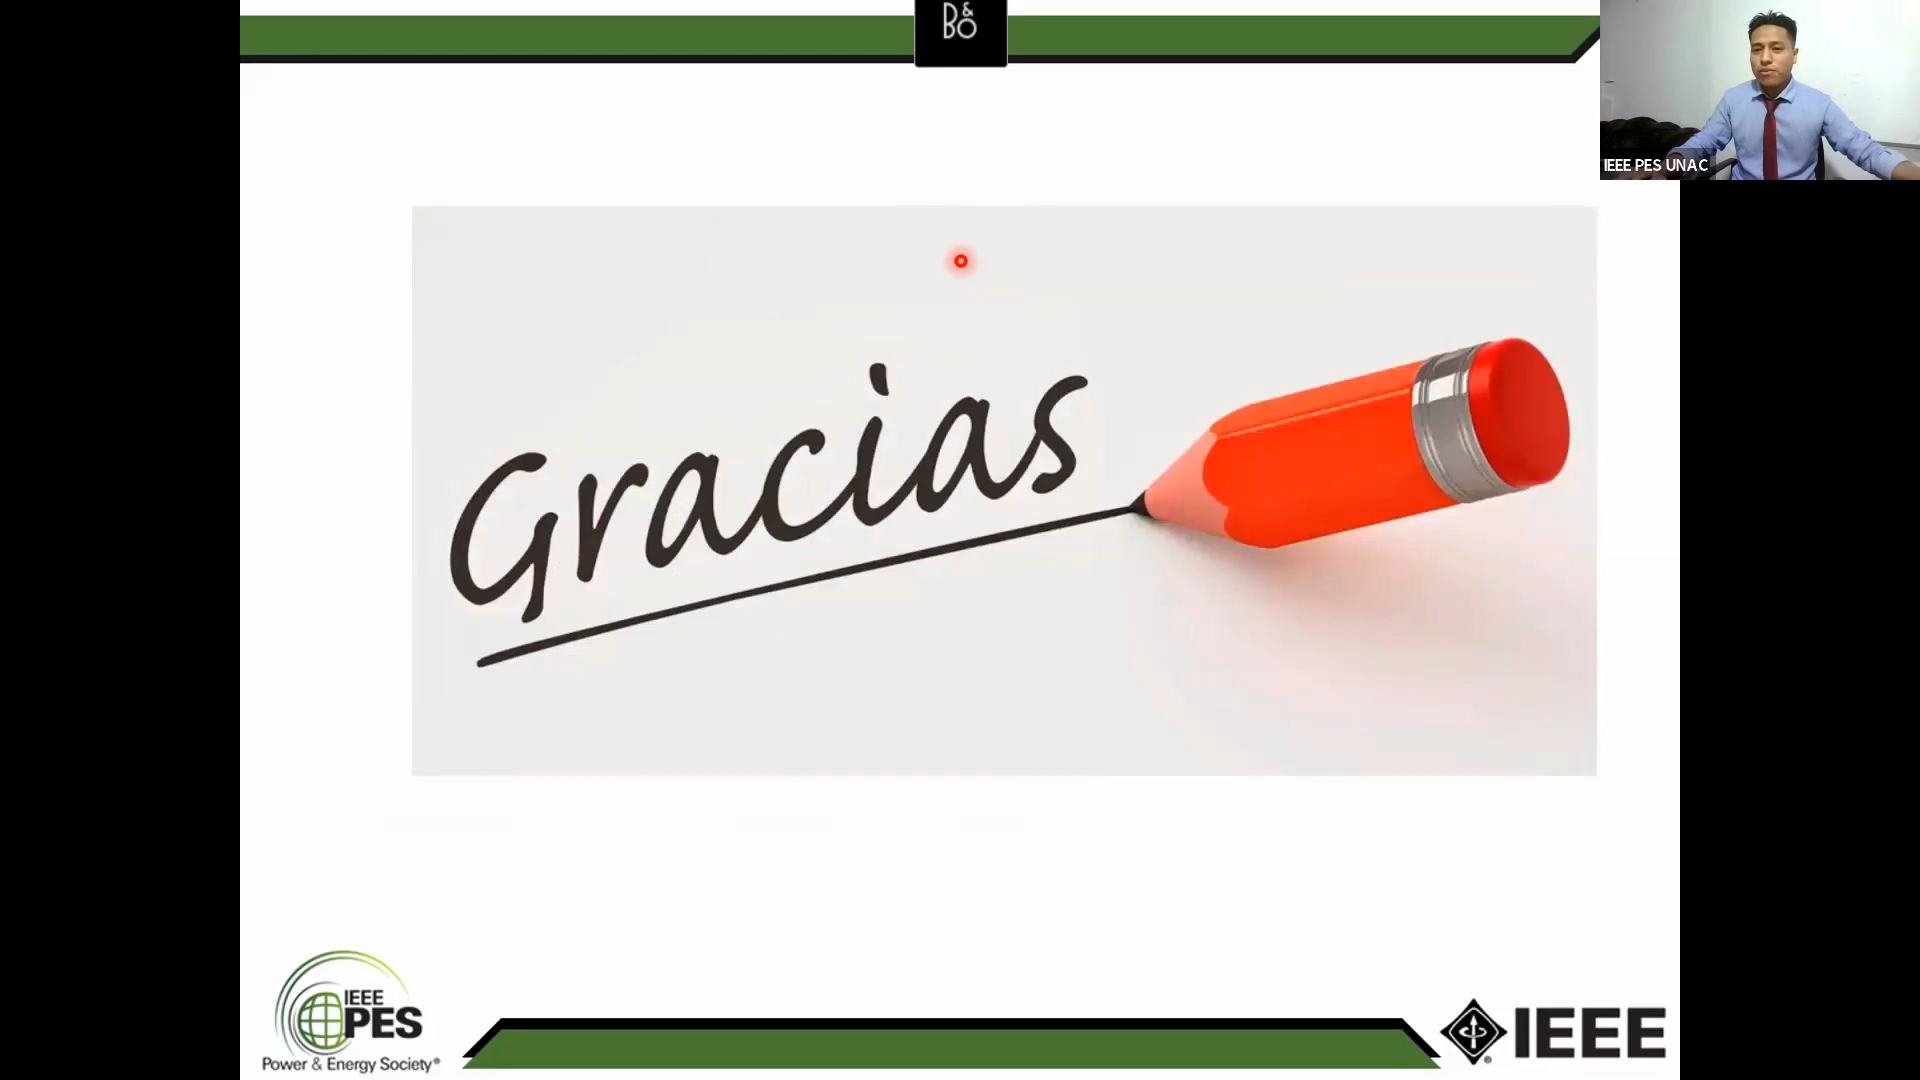 B&O
IEEE PES UNAC
Gracias
IEEE
PES
Power & Energy Society®
IEEE